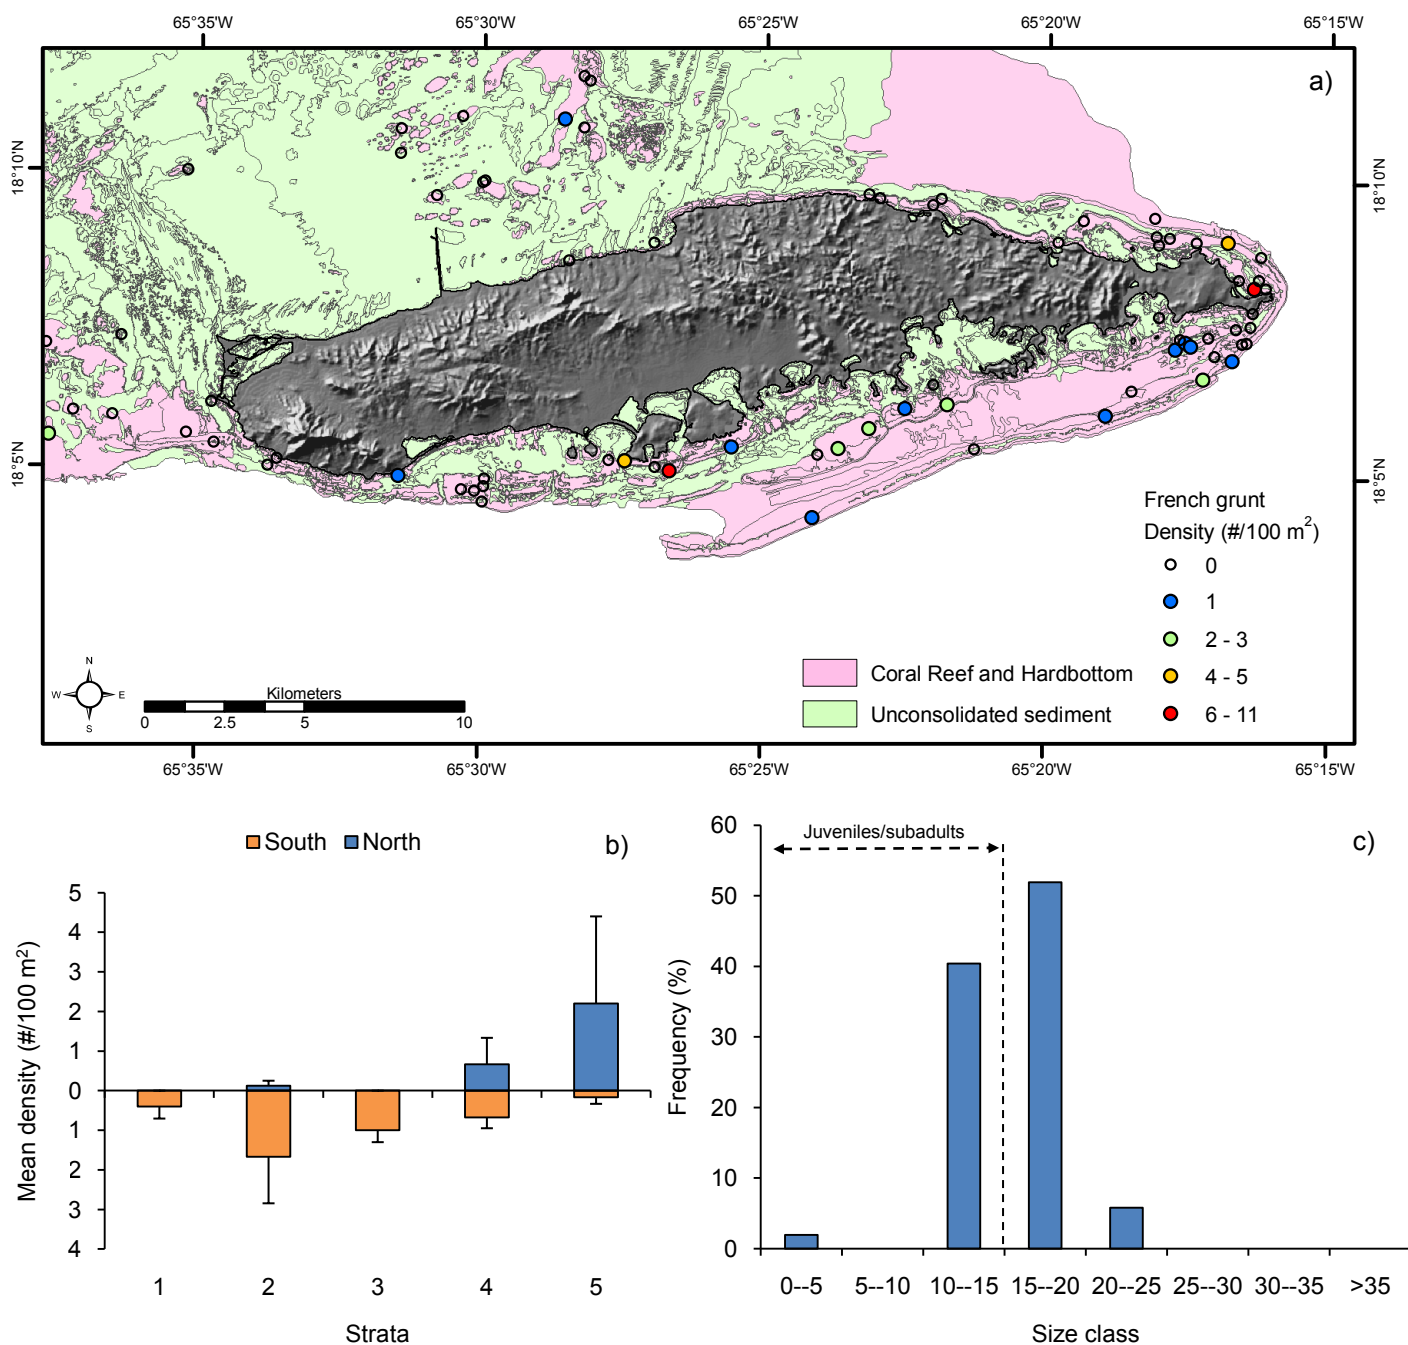 65°35'W 65°30'W 65°25'W 65°20'W 65°15'W
a)
18°10'N
18°10'N
18°5'N
18°5'N
French grunt
Density (#/100 m²)
0
1
2 - 3
4 - 5
6 - 11
Coral Reef and Hardbottom
Unconsolidated sediment
N
W E
S
Kilometers
0 2.5 5 10
65°35'W 65°30'W 65°25'W 65°20'W 65°15'W
South North
b)
Mean density (#/100 m²)
5
4
3
2
1
0
1
2
3
4
1 2 3 4 5
Strata
c)
Juveniles/subadults
Frequency (%)
60
50
40
30
20
10
0
0--5 5--10 10--15 15--20 20--25 25--30 30--35 >35
Size class